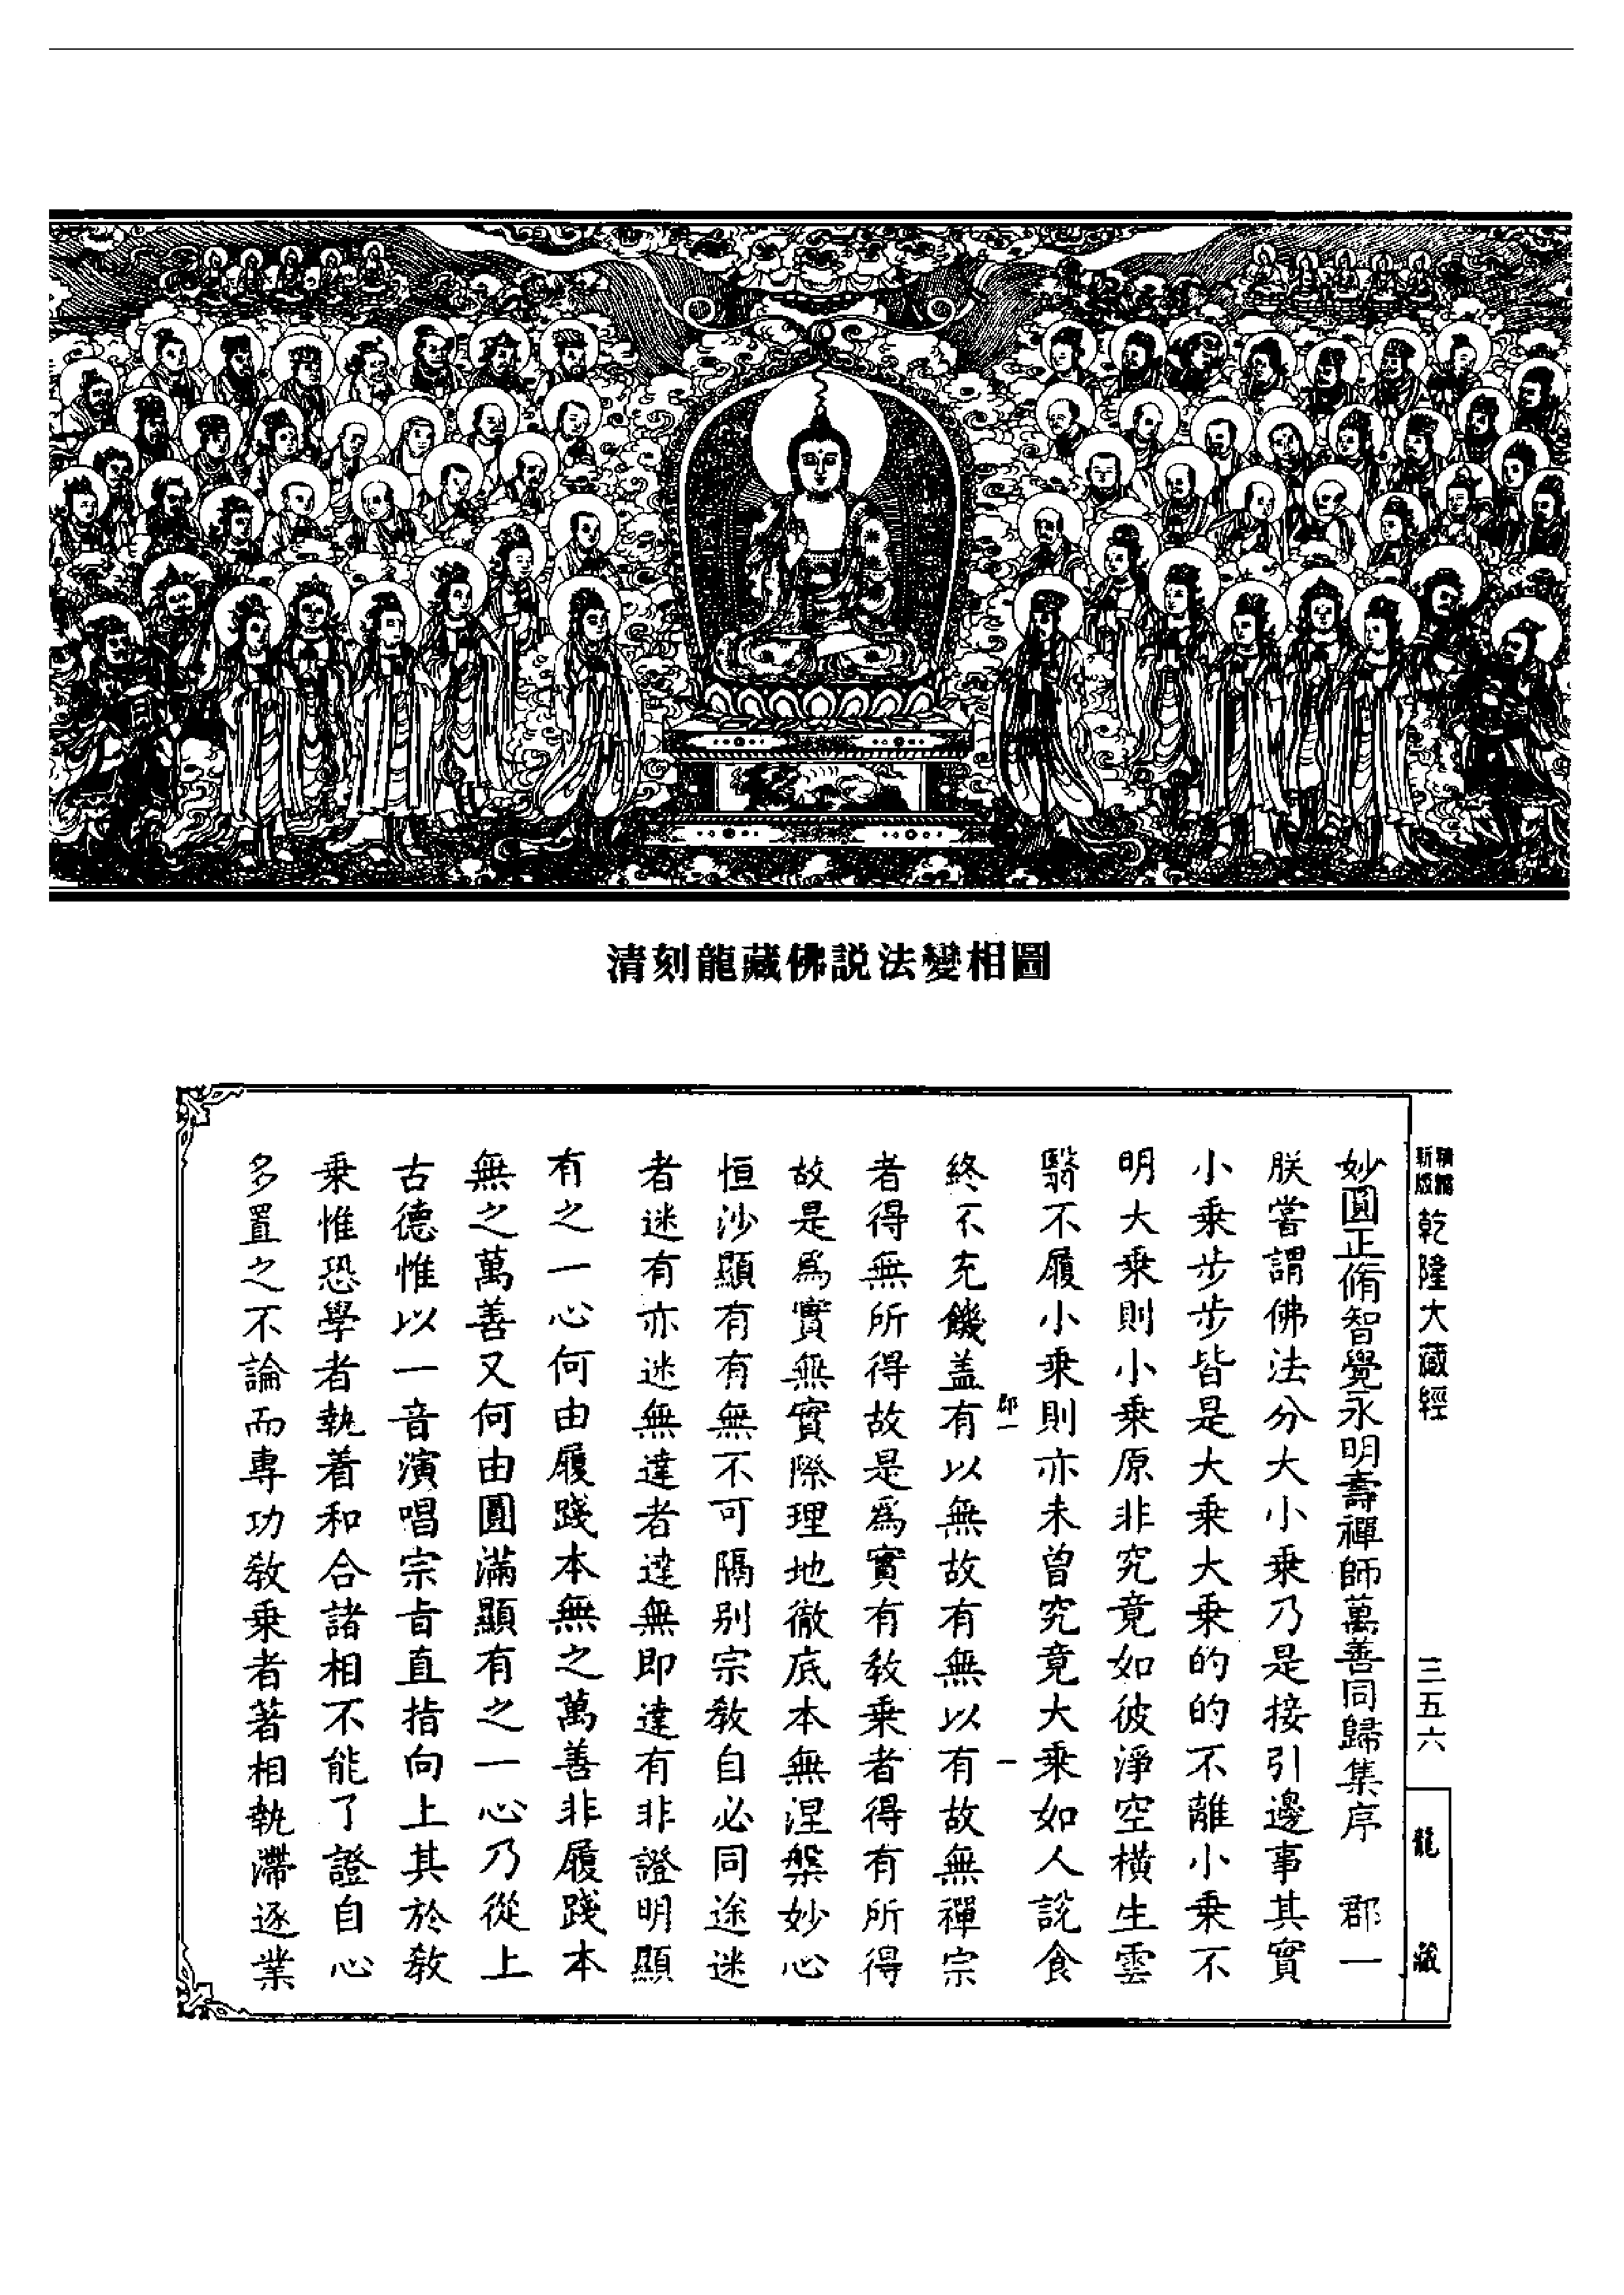 清刻龍藏佛説法變相圖
新版
乾隆大藏經
三五六
龍藏
妙圓正脩智覺永明壽禪師萬善同歸集序 郡一
朕嘗謂佛法分大小乘乃是接引邊事其實
小乘步步皆是大乘大乘的的不離小乘不
明大乘則小乘原非究竟如彼淨空橫生雲
翳不履小乘則亦未曾究竟大乘如人說食
郡一 一
終不充饑盖有以無故有無以有故無禪宗
者得無所得故是爲實有教乘者得有所得
故是爲實無實際理地徹底本無涅槃妙心
恒沙顯有有無不可隔別宗教自必同途迷
者迷有亦迷無達者達無即達有非證明顯
有之一心何由履踐本無之萬善非履踐本
無之萬善又何由圓滿顯有之一心乃從上
古德惟以一音演唱宗旨直指向上其於教
乘惟恐學者執着和合諸相不能了證自心
多置之不論而專功教乘者著相執滯逐業